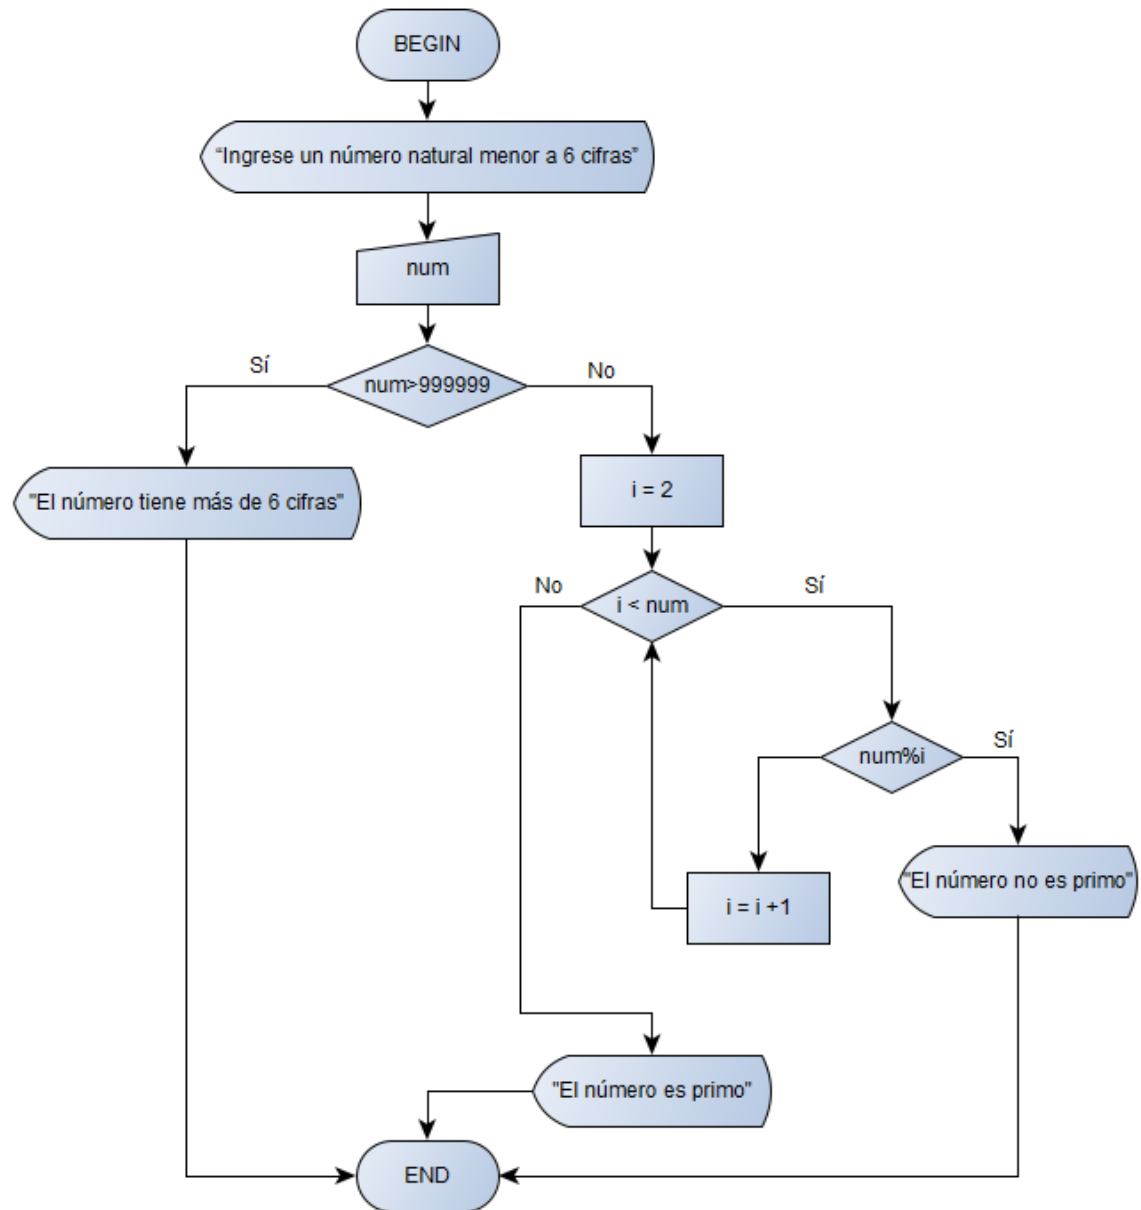 BEGIN
“Ingrese un número natural menor a 6 cifras”
num
num>999999
Sí
No
"El número tiene más de 6 cifras"
i = 2
i < num
No
Sí
num%i
Sí
i = i +1
"El número no es primo"
"El número es primo"
END